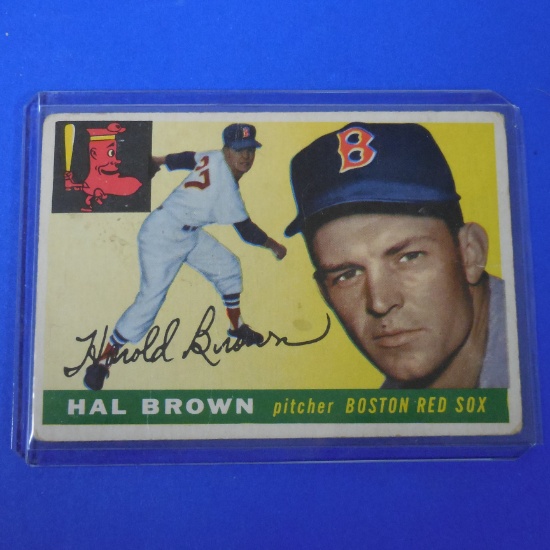 B
B
Harold Brown
HAL BROWN pitcher BOSTON RED SOX